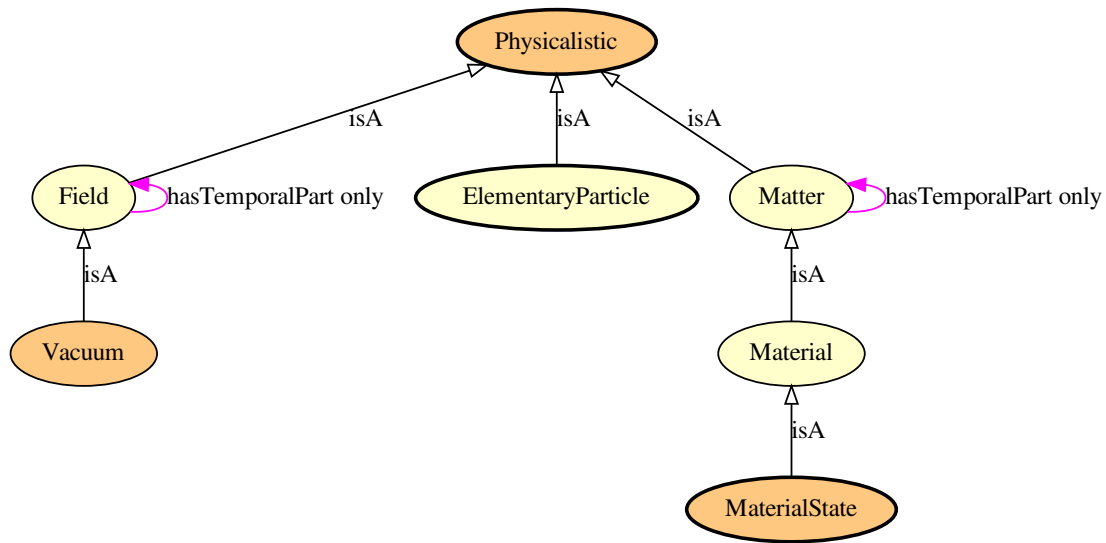 Physicalistic
isA
isA
isA
Field
hasTemporalPart only
ElementaryParticle
Matter
hasTemporalPart only
isA
isA
Vacuum
Material
isA
MaterialState